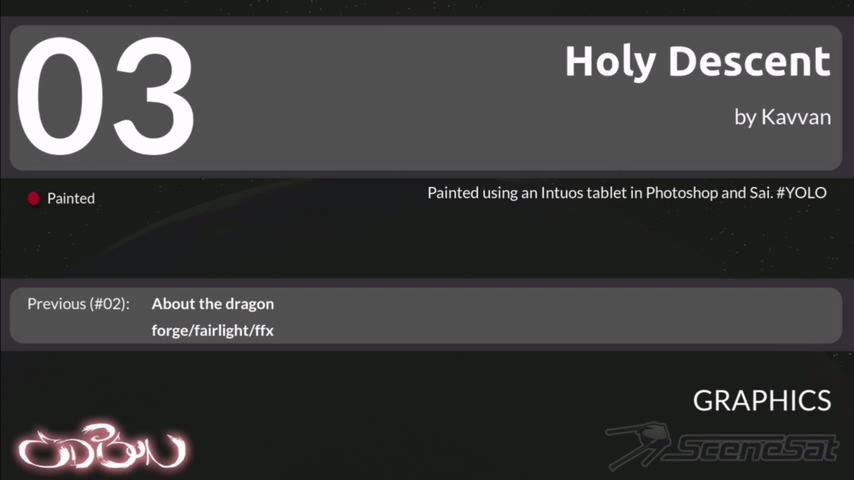 03
Holy Descent
by Kavvan
Painted
Painted using an Intuos tablet in Photoshop and Sai. #YOLO
Previous (#02):
About the dragon
forge/fairlight/ffx
GRAPHICS
SceneSat